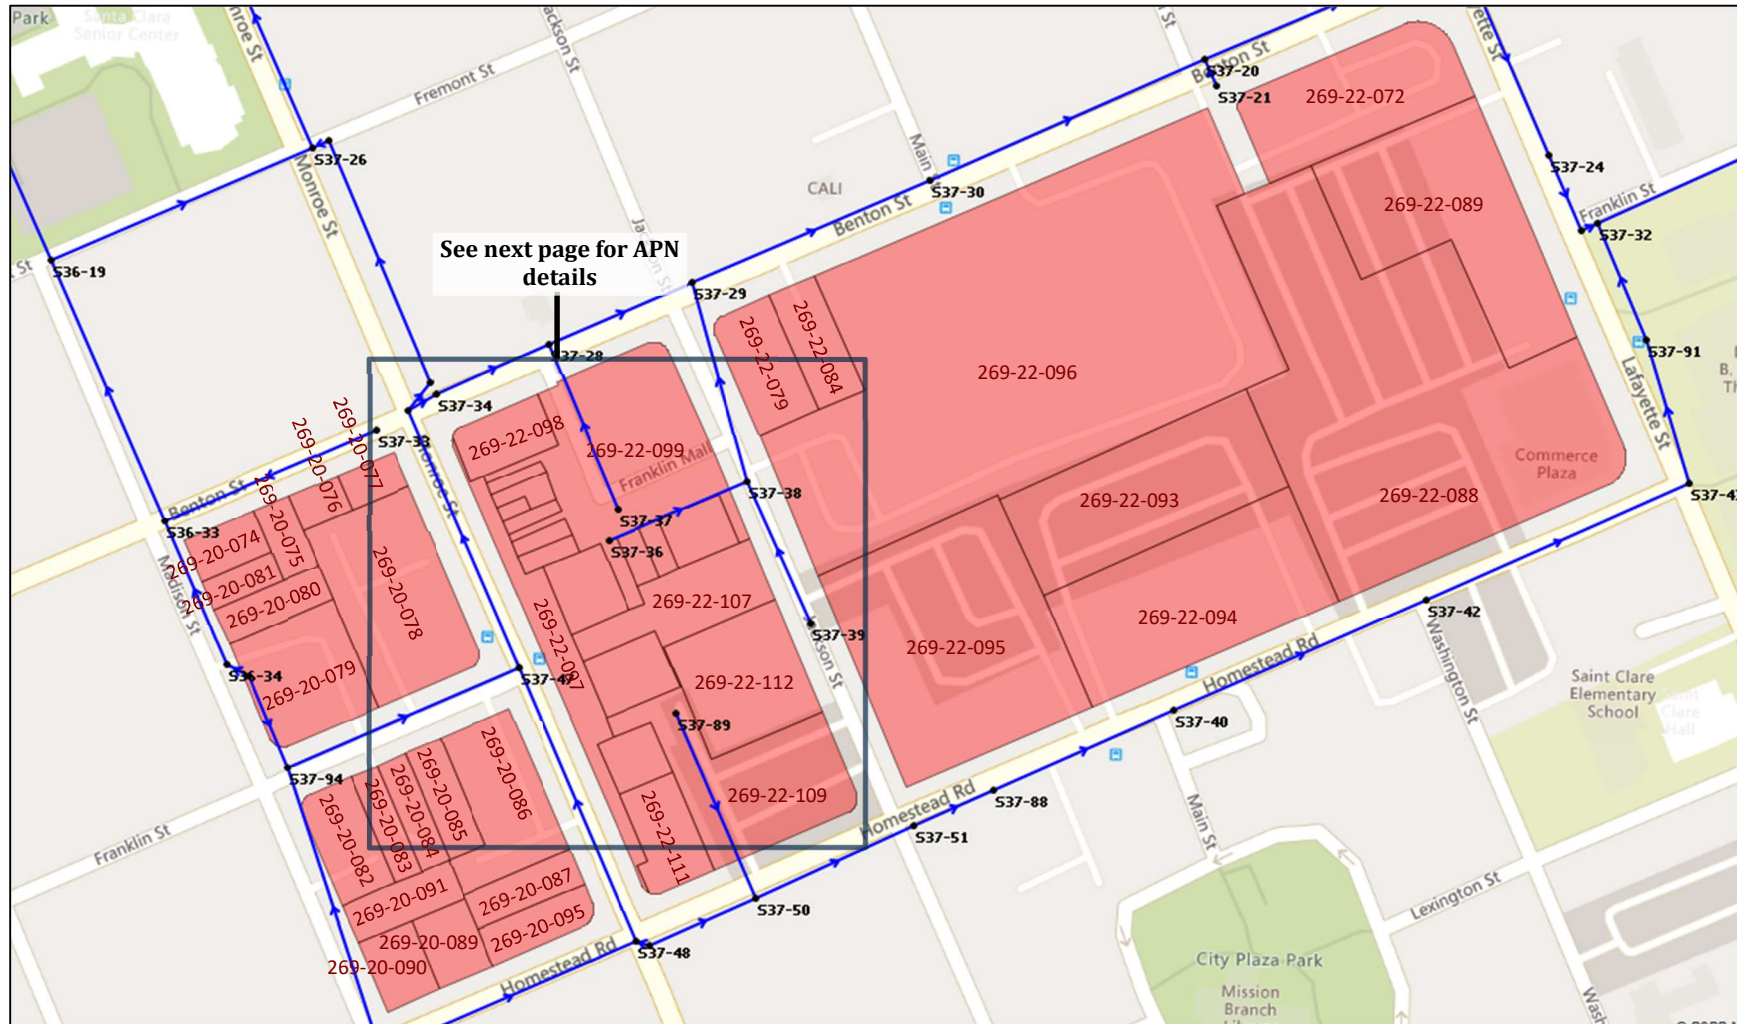 Park
Santa Clara
Senior Center
Monroe St
Jackson St
Fremont St
S37-26
Monroe St
S36-19
CALI
Main St
S37-30
Benton St
Benton St
S37-20
S37-21
269-22-072
S37-24
Franklin St
S37-32
269-22-089
See next page for APN
details
S37-29
269-22-079
269-22-084
269-22-096
S37-91
Lafayette St
S37-34
S37-33
269-20-077
269-20-076
269-20-075
Benton St
S36-33
269-20-074
269-20-081
269-20-080
269-20-078
269-20-079
Madison St
S36-34
269-22-098
269-22-099
Franklin Mall
S37-38
S37-37
S37-36
269-22-107
269-22-097
S37-39
S37-47
269-22-112
S37-89
269-22-109
269-22-111
269-22-093
269-22-088
Commerce
Plaza
269-22-094
269-22-095
S37-42
Washington St
Homestead Rd
S37-40
Saint Clare
Elementary
School
Saint
Clare
Hall
S37-94
Franklin St
269-20-082
269-20-083
269-20-084
269-20-085
269-20-086
269-20-091
269-20-087
269-20-089
269-20-095
269-20-090
Homestead Rd
S37-48
S37-50
Homestead Rd
S37-51
S37-88
Main St
Lexington St
City Plaza Park
Mission
Branch